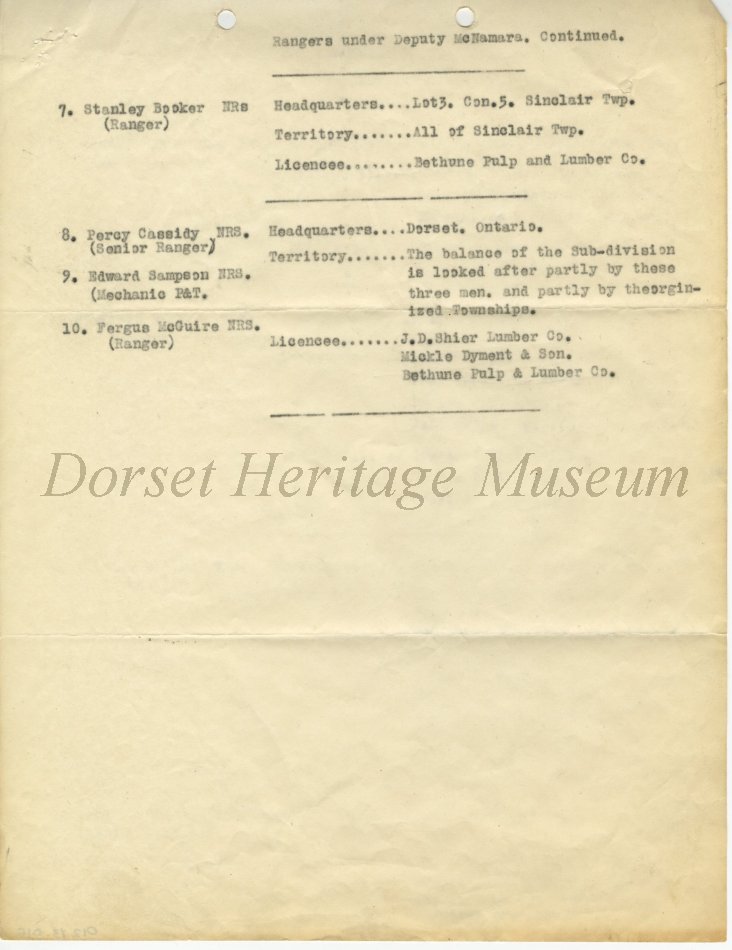 Rangers under Deputy McNamara. Continued.
7. Stanley Booker NRs
(Ranger)
Headquarters....Lot3. Con.5. Sinclair Twp.
Territory.......All of Sinclair Twp.
Licencee........Bethune Pulp and Lumber Co.
8. Percy Cassidy NRS.
(Senior Ranger)
9. Edward Sampson NRS.
(Mechanic P&T.
10. Fergus McGuire NRS.
(Ranger)
Headquarters....Dorset. Ontario.
Territory.......The balance of the Sub-division
is looked after partly by these
three men. and partly by theorgin-
ized Townships.
Licencee.......J.D.Shier Lumber Co.
Mickle Dyment & Son.
Bethune Pulp & Lumber Co.
Dorset Heritage Museum